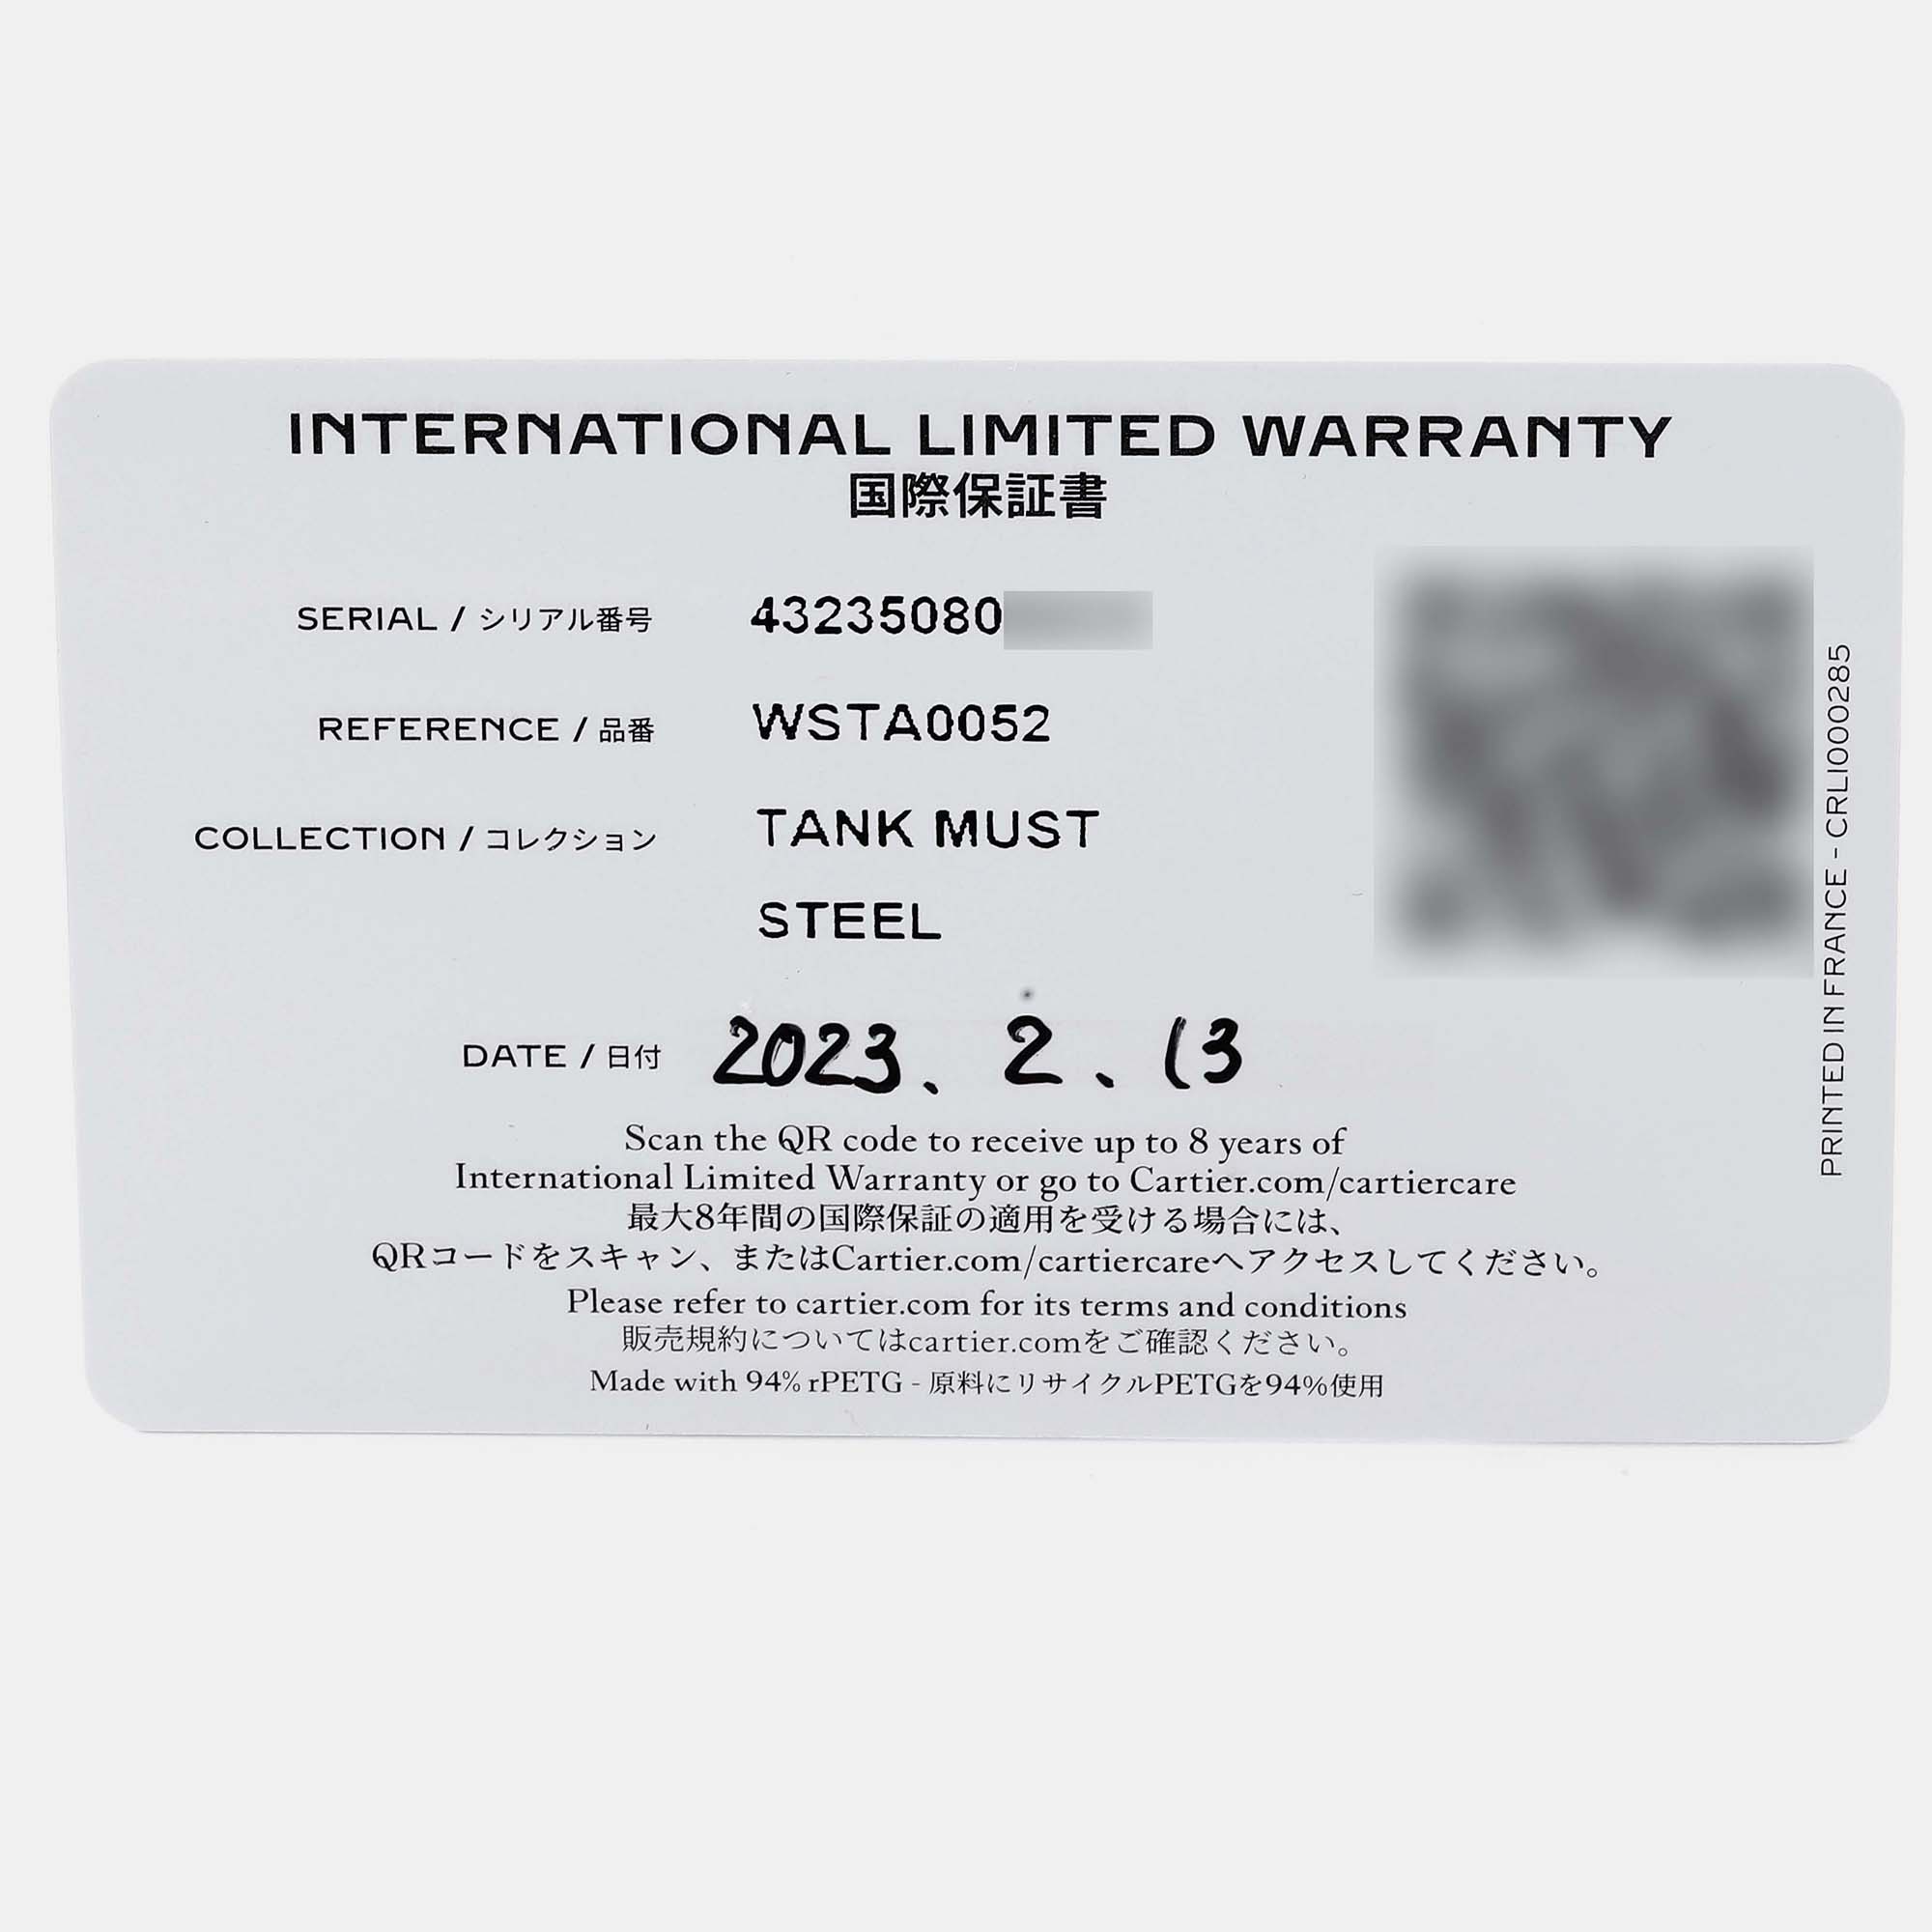 INTERNATIONAL LIMITED WARRANTY
国際保証書
SERIAL / シリアル番号 43235080
REFERENCE / 品番 WSTA0052
COLLECTION / コレクション TANK MUST
STEEL
DATE / 日付 2023. 2. 13
Scan the QR code to receive up to 8 years of
International Limited Warranty or go to Cartier.com/cartiercare
最大8年間の国際保証の適用を受ける場合には、
QRコードをスキャン、またはCartier.com/cartiercareへアクセスしてください。
Please refer to cartier.com for its terms and conditions
販売規約についてはcartier.comをご確認ください。
Made with 94% rPETG - 原料にリサイクルPETGを94%使用
PRINTED IN FRANCE - CRLI000285